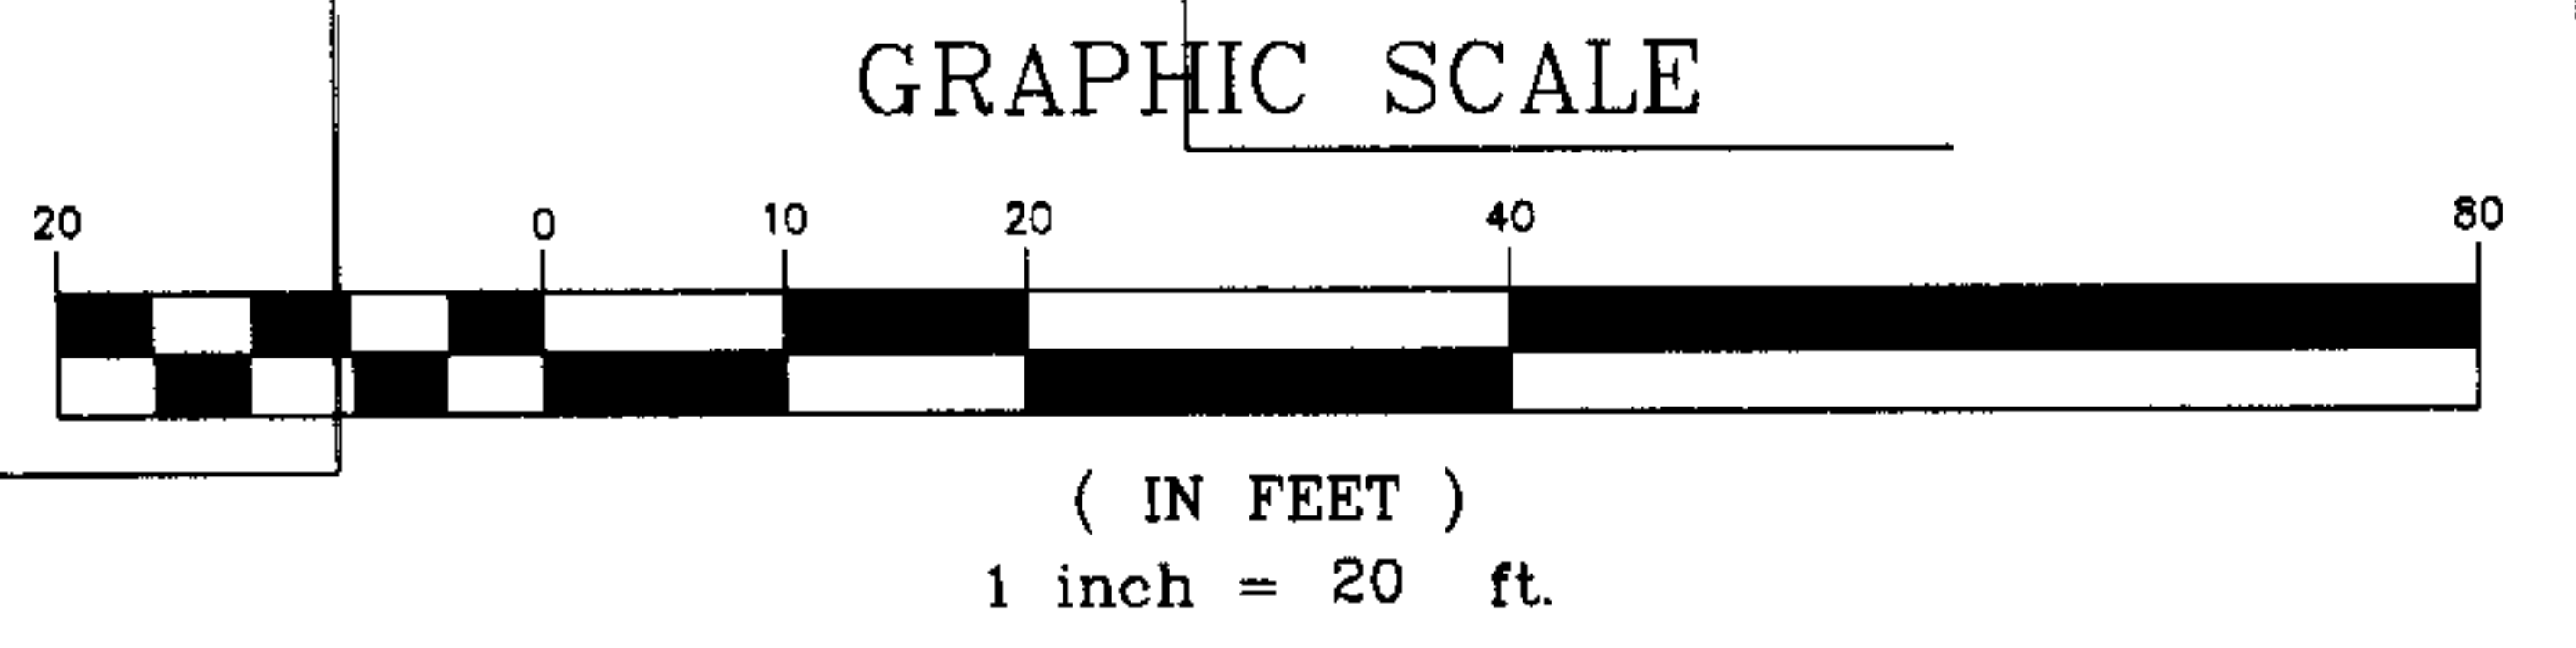 GRAPHIC SCALE
20 0 10 20 40 80
( IN FEET )
1 inch = 20 ft.